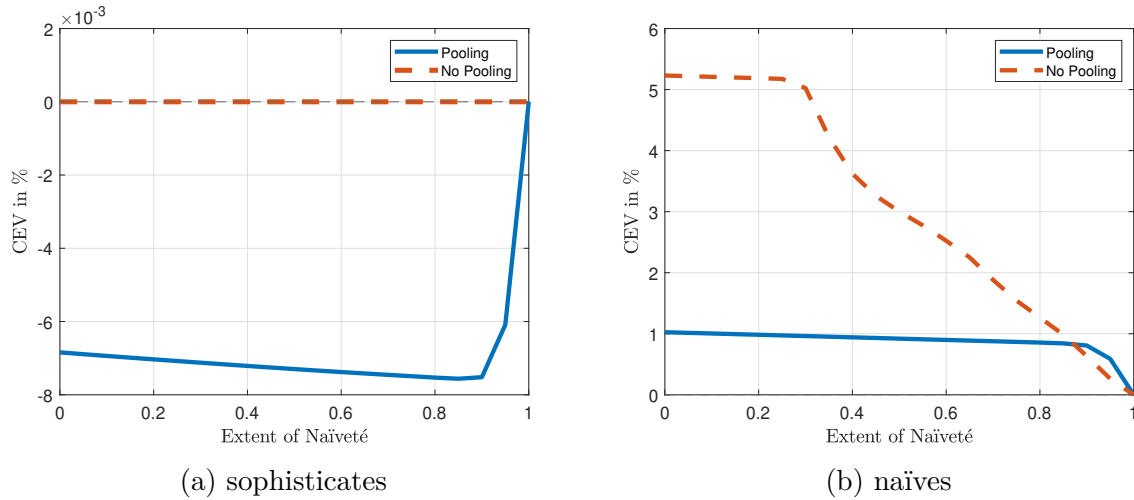 ×10⁻³
2
0
-2
-4
-6
-8
CEV in %
0 0.2 0.4 0.6 0.8 1
Extent of Naïveté
Pooling
No Pooling
(a) sophisticates
6
5
4
3
2
1
0
CEV in %
0 0.2 0.4 0.6 0.8 1
Extent of Naïveté
Pooling
No Pooling
(b) naïves